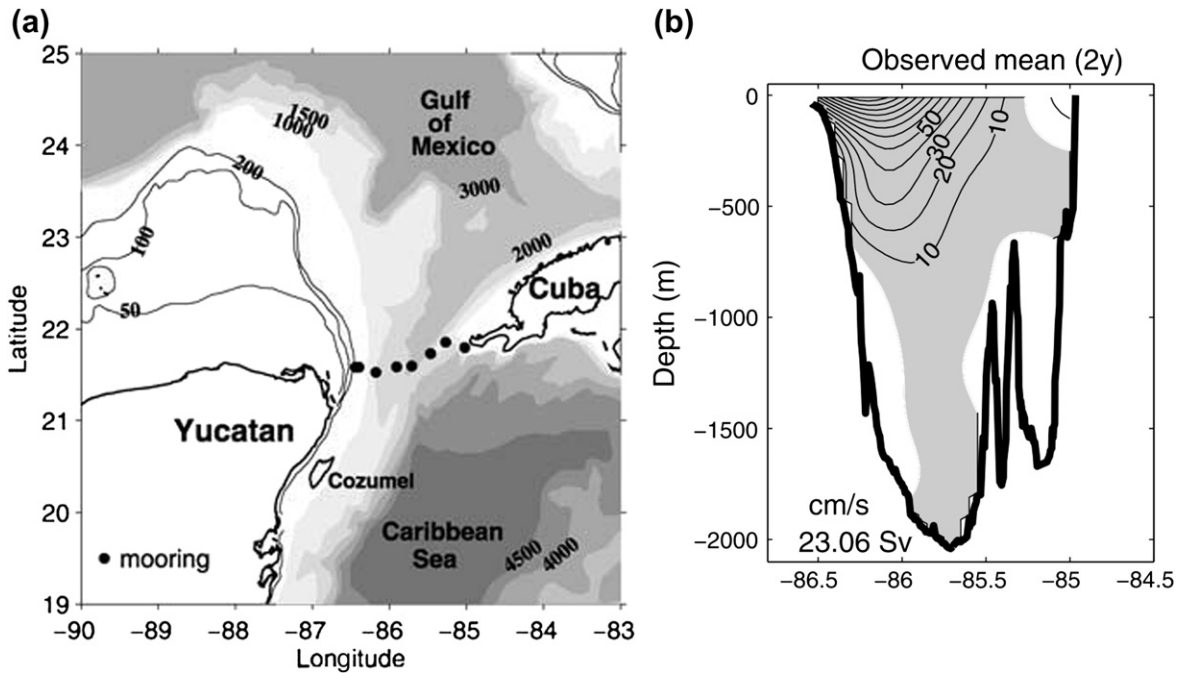 (a)
25
24
23
22
21
20
19
Latitude
Gulf
of
Mexico
1500
1000
200
3000
100
2000
50
Cuba
Yucatan
Cozumel
Caribbean
Sea
4500
4000
mooring
−90
−89
−88
−87
−86
−85
−84
−83
Longitude
(b)
Observed mean (2y)
0
−500
−1000
−1500
−2000
Depth (m)
50
30
20
10
10
10
cm/s
23.06 Sv
−86.5
−86
−85.5
−85
−84.5